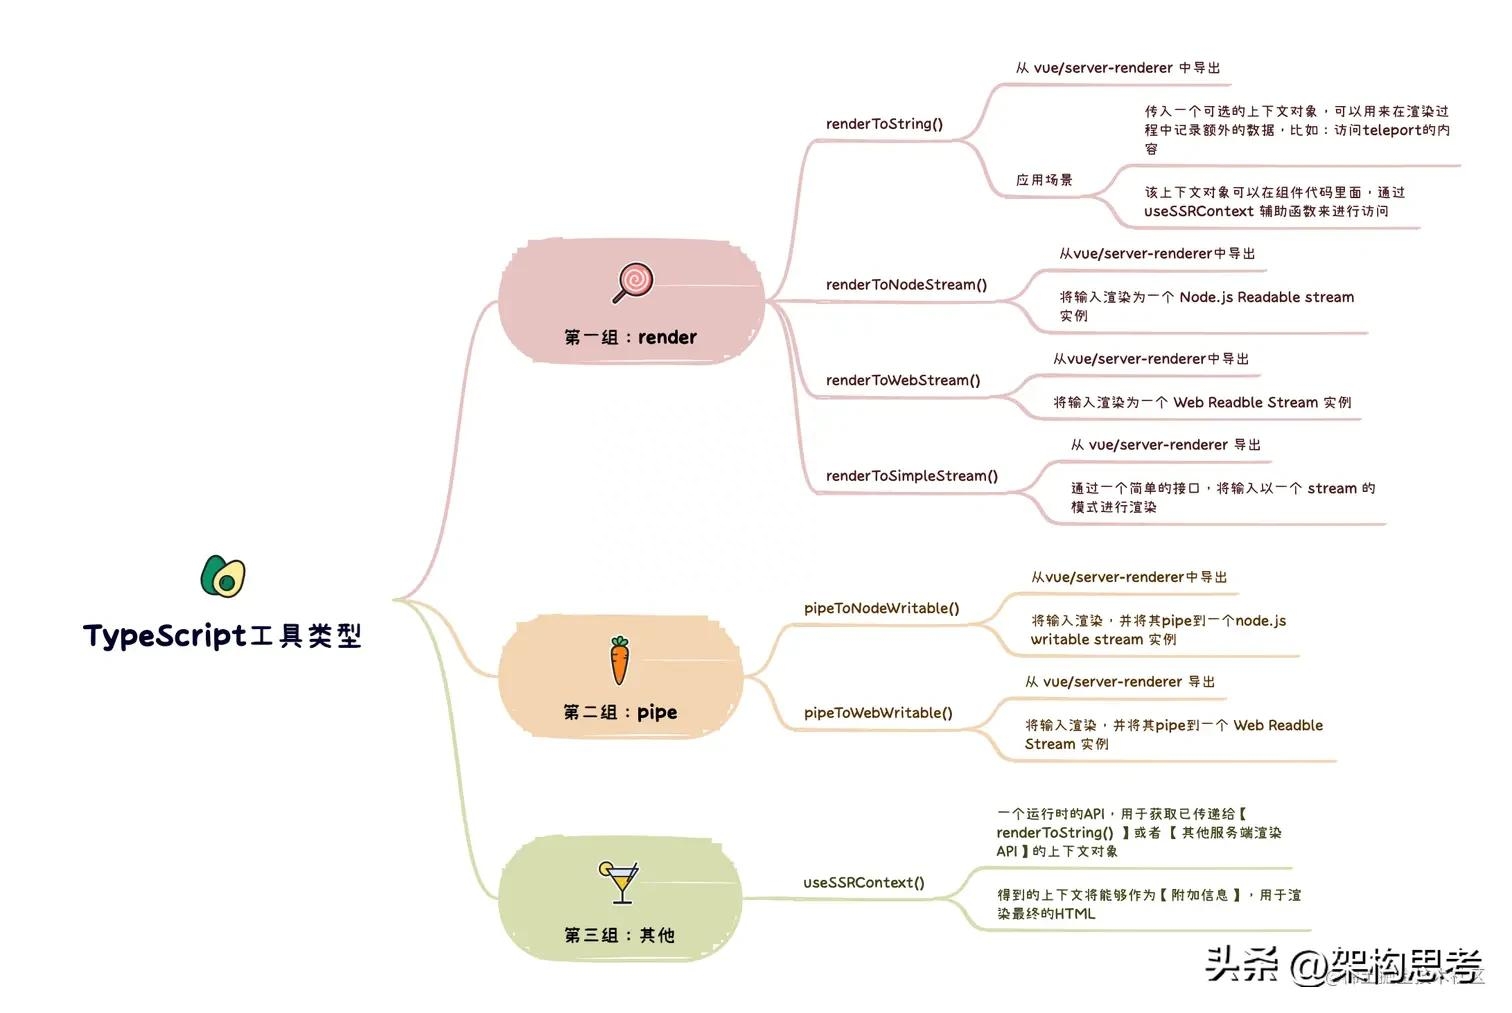 TypeScript工具类型
第一组：render
renderToString()
从 vue/server-renderer 中导出
应用场景
传入一个可选的上下文对象，可以用来在渲染过
程中记录额外的数据，比如：访问teleport的内
容
该上下文对象可以在组件代码里面，通过
useSSRContext 辅助函数来进行访问
renderToNodeStream()
从vue/server-renderer中导出
将输入渲染为一个 Node.js Readable stream
实例
renderToWebStream()
从vue/server-renderer中导出
将输入渲染为一个 Web Readble Stream 实例
renderToSimpleStream()
从 vue/server-renderer 导出
通过一个简单的接口，将输入以一个 stream 的
模式进行渲染
第二组：pipe
pipeToNodeWritable()
从vue/server-renderer中导出
将输入渲染，并将其pipe到一个node.js
writable stream 实例
pipeToWebWritable()
从 vue/server-renderer 导出
将输入渲染，并将其pipe到一个 Web Readble
Stream 实例
第三组：其他
useSSRContext()
一个运行时的API，用于获取已传递给【
renderToString() 】或者 【 其他服务端渲染
API 】的上下文对象
得到的上下文将能够作为【 附加信息 】，用于渲
染最终的HTML
头条 @架构思考